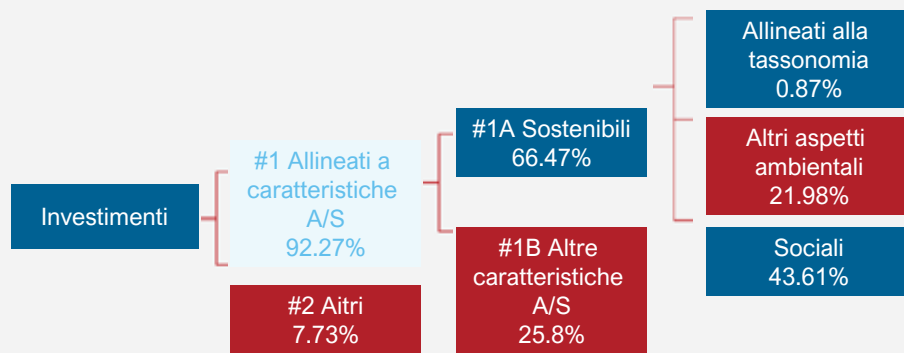 Investimenti
#1 Allineati a
caratteristiche
A/S
92.27%
#2 Aitri
7.73%
#1A Sostenibili
66.47%
#1B Altre
caratteristiche
A/S
25.8%
Allineati alla
tassonomia
0.87%
Altri aspetti
ambientali
21.98%
Sociali
43.61%